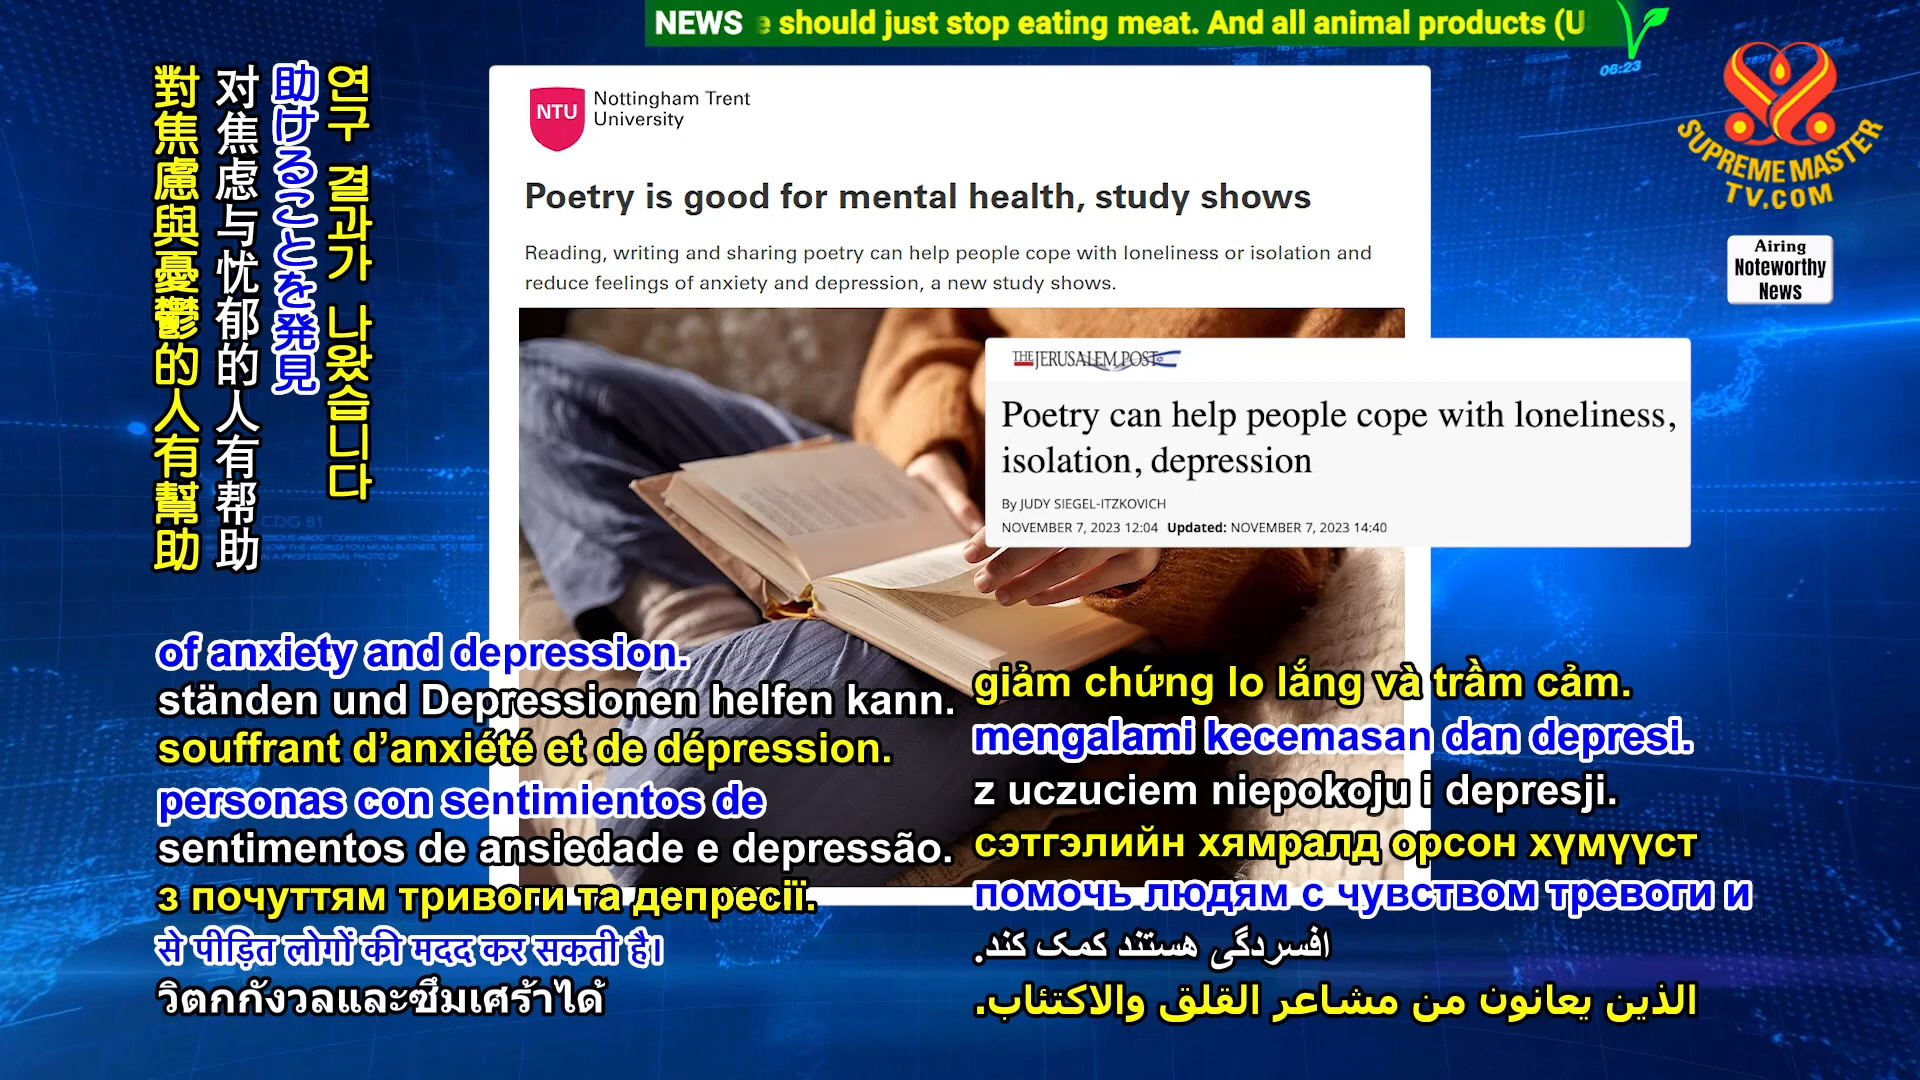 NEWS e should just stop eating meat. And all animal products (U
06:23
SUPREME MASTER
TV.COM
Airing
Noteworthy
News
연구 결과가 나왔습니다
助けることを発見
对焦虑与忧郁的人有帮助
對焦慮與憂鬱的人有幫助
NTU
Nottingham Trent
University
Poetry is good for mental health, study shows
Reading, writing and sharing poetry can help people cope with loneliness or isolation and
reduce feelings of anxiety and depression, a new study shows.
THE JERUSALEM POST
Poetry can help people cope with loneliness,
isolation, depression
By JUDY SIEGEL-ITZKOVICH
NOVEMBER 7, 2023 12:04 Updated: NOVEMBER 7, 2023 14:40
of anxiety and depression.
ständen und Depressionen helfen kann.
souffrant d’anxiété et de dépression.
personas con sentimientos de
sentimentos de ansiedade e depressão.
з почуттям тривоги та депресії.
से पीड़ित लोगों की मदद कर सकती है।
วิตกกังวลและซึมเศร้าได้
giảm chứng lo lắng và trầm cảm.
mengalami kecemasan dan depresi.
z uczuciem niepokoju i depresji.
сэтгэлийн хямралд орсон хүмүүст
помочь людям с чувством тревоги и
افسردگی هستند کمک کند.
الذين يعانون من مشاعر القلق والاكتئاب.